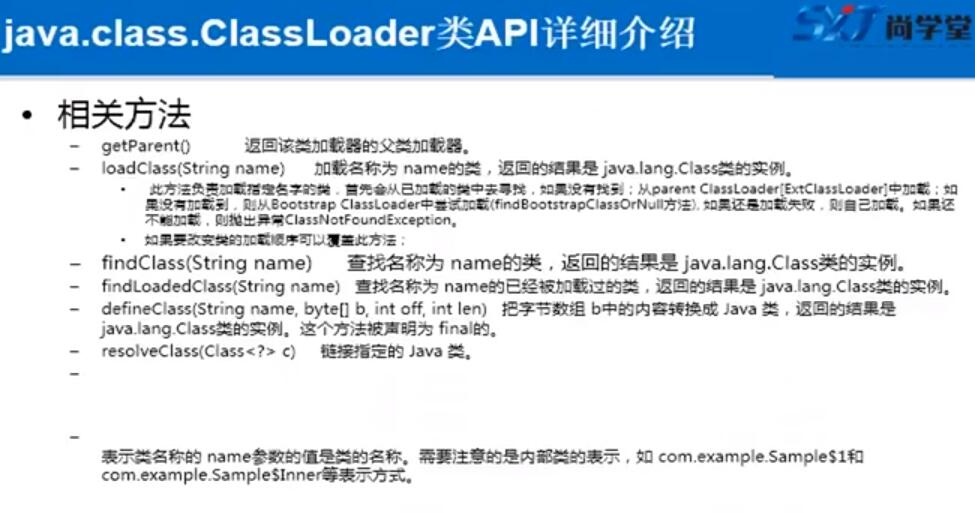 java.class.ClassLoader类API详细介绍
SXT 尚学堂
• 相关方法
– getParent() 返回该类加载器的父类加载器。
– loadClass(String name) 加载名称为 name的类，返回的结果是 java.lang.Class类的实例。
• 此方法负责加载指定名字的类，首先会从已加载的类中去寻找，如果没有找到；从parent ClassLoader[ExtClassLoader]中加载；如
果没有加载到，则从Bootstrap ClassLoader中尝试加载(findBootstrapClassOrNull方法), 如果还是加载失败，则自己加载。如果还
不能加载，则抛出异常ClassNotFoundException。
• 如果要改变类的加载顺序可以覆盖此方法；
– findClass(String name) 查找名称为 name的类，返回的结果是 java.lang.Class类的实例。
– findLoadedClass(String name) 查找名称为 name的已经被加载过的类，返回的结果是 java.lang.Class类的实例。
– defineClass(String name, byte[] b, int off, int len) 把字节数组 b中的内容转换成 Java 类，返回的结果是
java.lang.Class类的实例。这个方法被声明为 final的。
– resolveClass(Class<?> c) 链接指定的 Java 类。
–
–
表示类名称的 name参数的值是类的名称。需要注意的是内部类的表示，如 com.example.Sample$1和
com.example.Sample$Inner等表示方式。